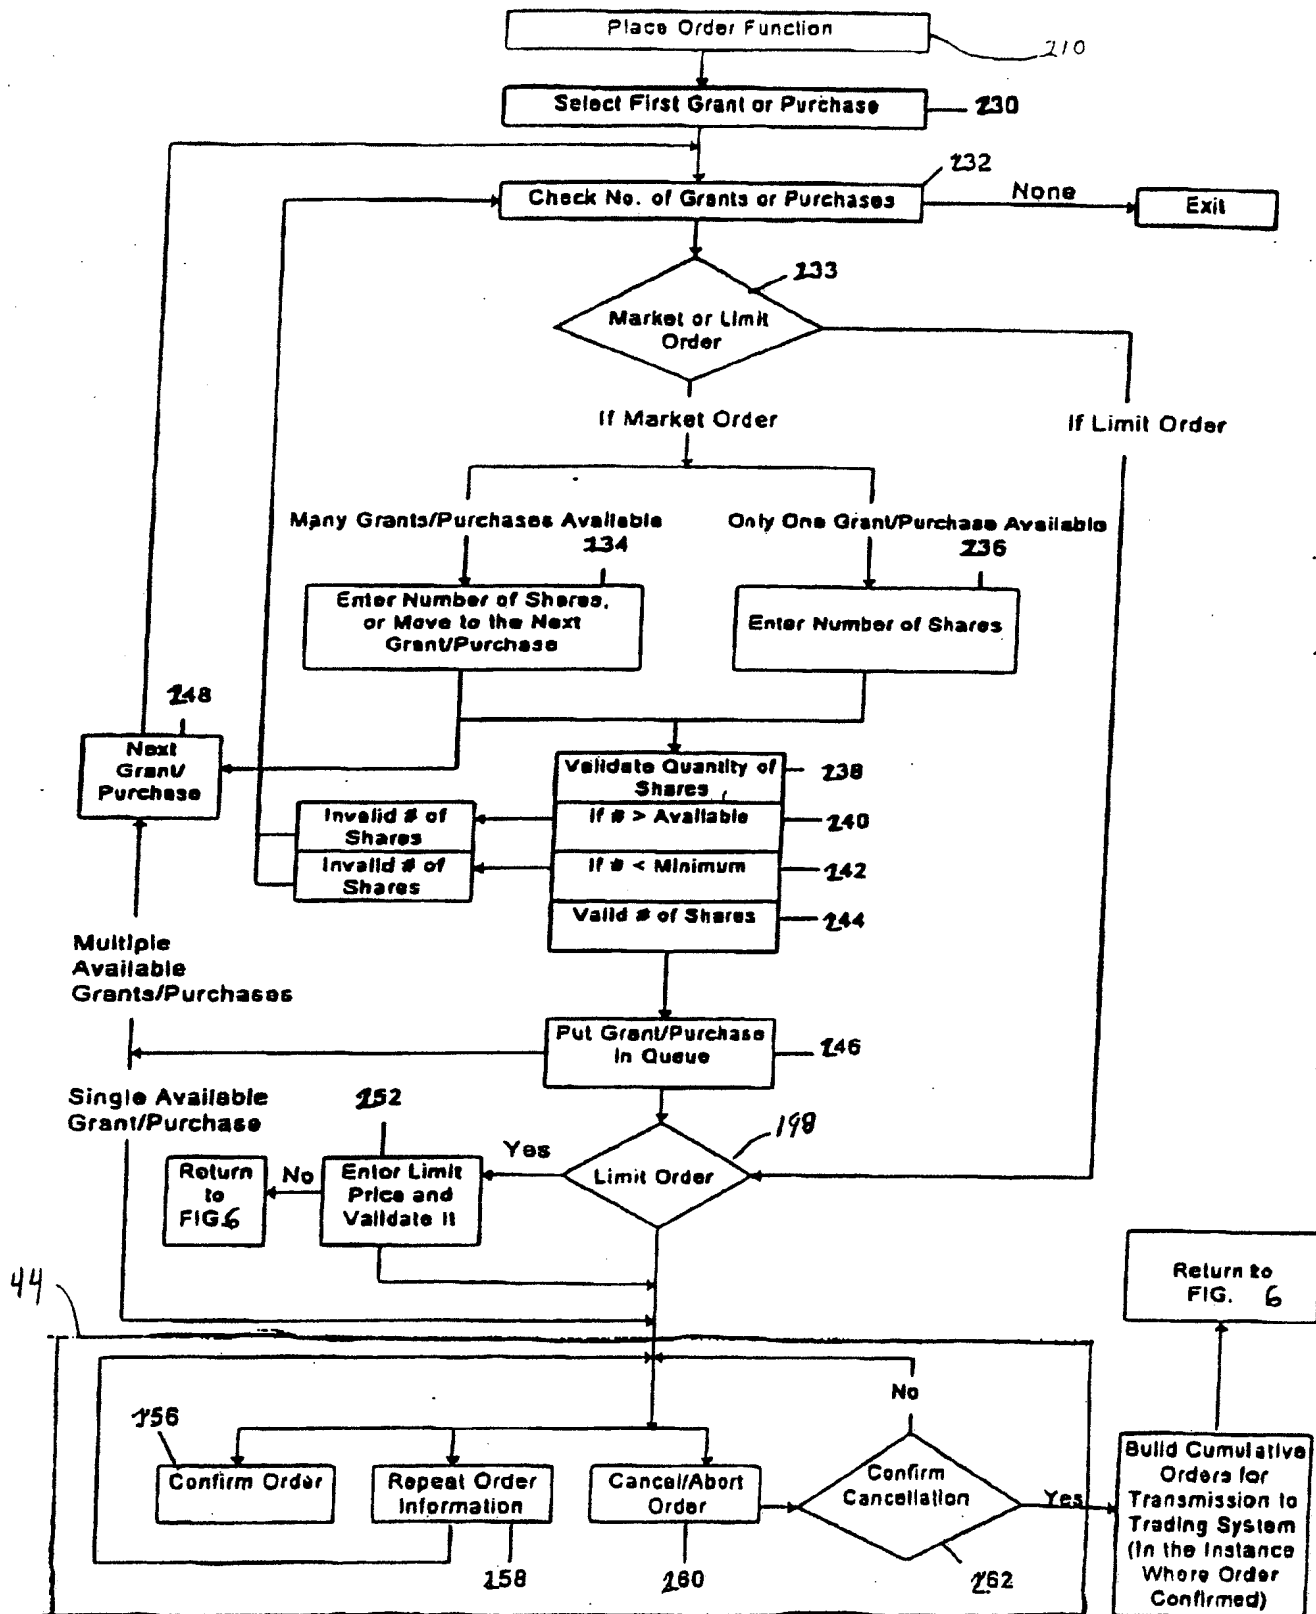 Place Order Function
210
Select First Grant or Purchase
230
232
Check No. of Grants or Purchases
None
Exit
233
Market or Limit
Order
If Market Order
If Limit Order
Many Grants/Purchases Available
234
Only One Grant/Purchase Available
236
Enter Number of Shares,
or Move to the Next
Grant/Purchase
Enter Number of Shares
248
Next
Grant/
Purchase
Validate Quantity of
Shares
238
Invalid # of
Shares
If # > Available
240
Invalid # of
Shares
If # < Minimum
242
Valid # of Shares
244
Multiple
Available
Grants/Purchases
Put Grant/Purchase
in Queue
246
Single Available
Grant/Purchase
252
198
Return
to
FIG.6
No
Enter Limit
Price and
Validate It
Yes
Limit Order
44
Return to
FIG. 6
No
256
Confirm Order
Repeat Order
Information
Cancel/Abort
Order
Confirm
Cancellation
Yes
Build Cumulative
Orders for
Transmission to
Trading System
(In the Instance
Where Order
Confirmed)
258
260
262